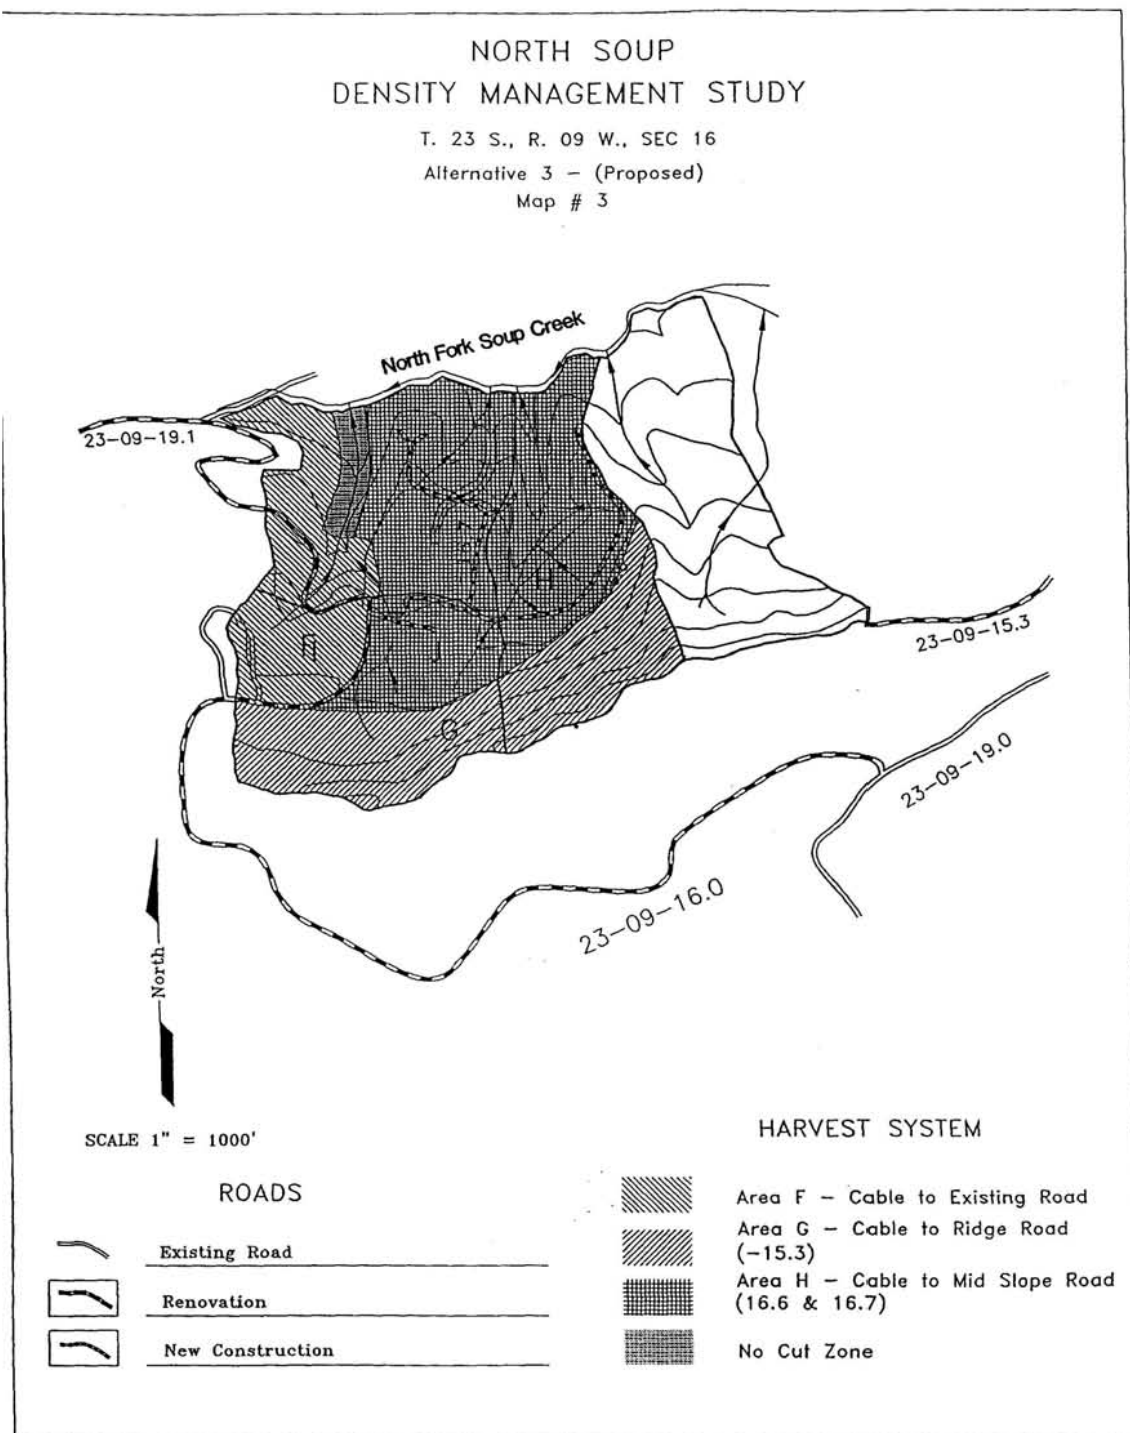 NORTH SOUP
DENSITY MANAGEMENT STUDY
T. 23 S., R. 09 W., SEC 16
Alternative 3 – (Proposed)
Map # 3
North Fork Soup Creek
23–09–19.1
H
J
G
23–09–15.3
23–09–19.0
23–09–16.0
North
SCALE 1" = 1000'
ROADS
Existing Road
Renovation
New Construction
HARVEST SYSTEM
Area F – Cable to Existing Road
Area G – Cable to Ridge Road
(–15.3)
Area H – Cable to Mid Slope Road
(16.6 & 16.7)
No Cut Zone